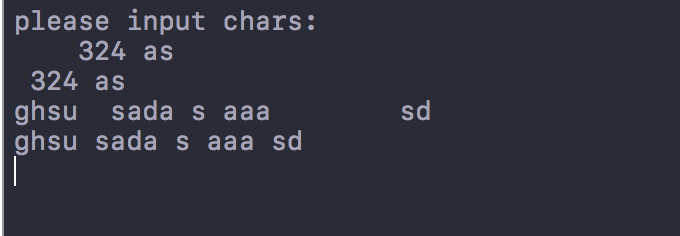 please input chars:
    324 as
 324 as
ghsu  sada s aaa        sd
ghsu sada s aaa sd